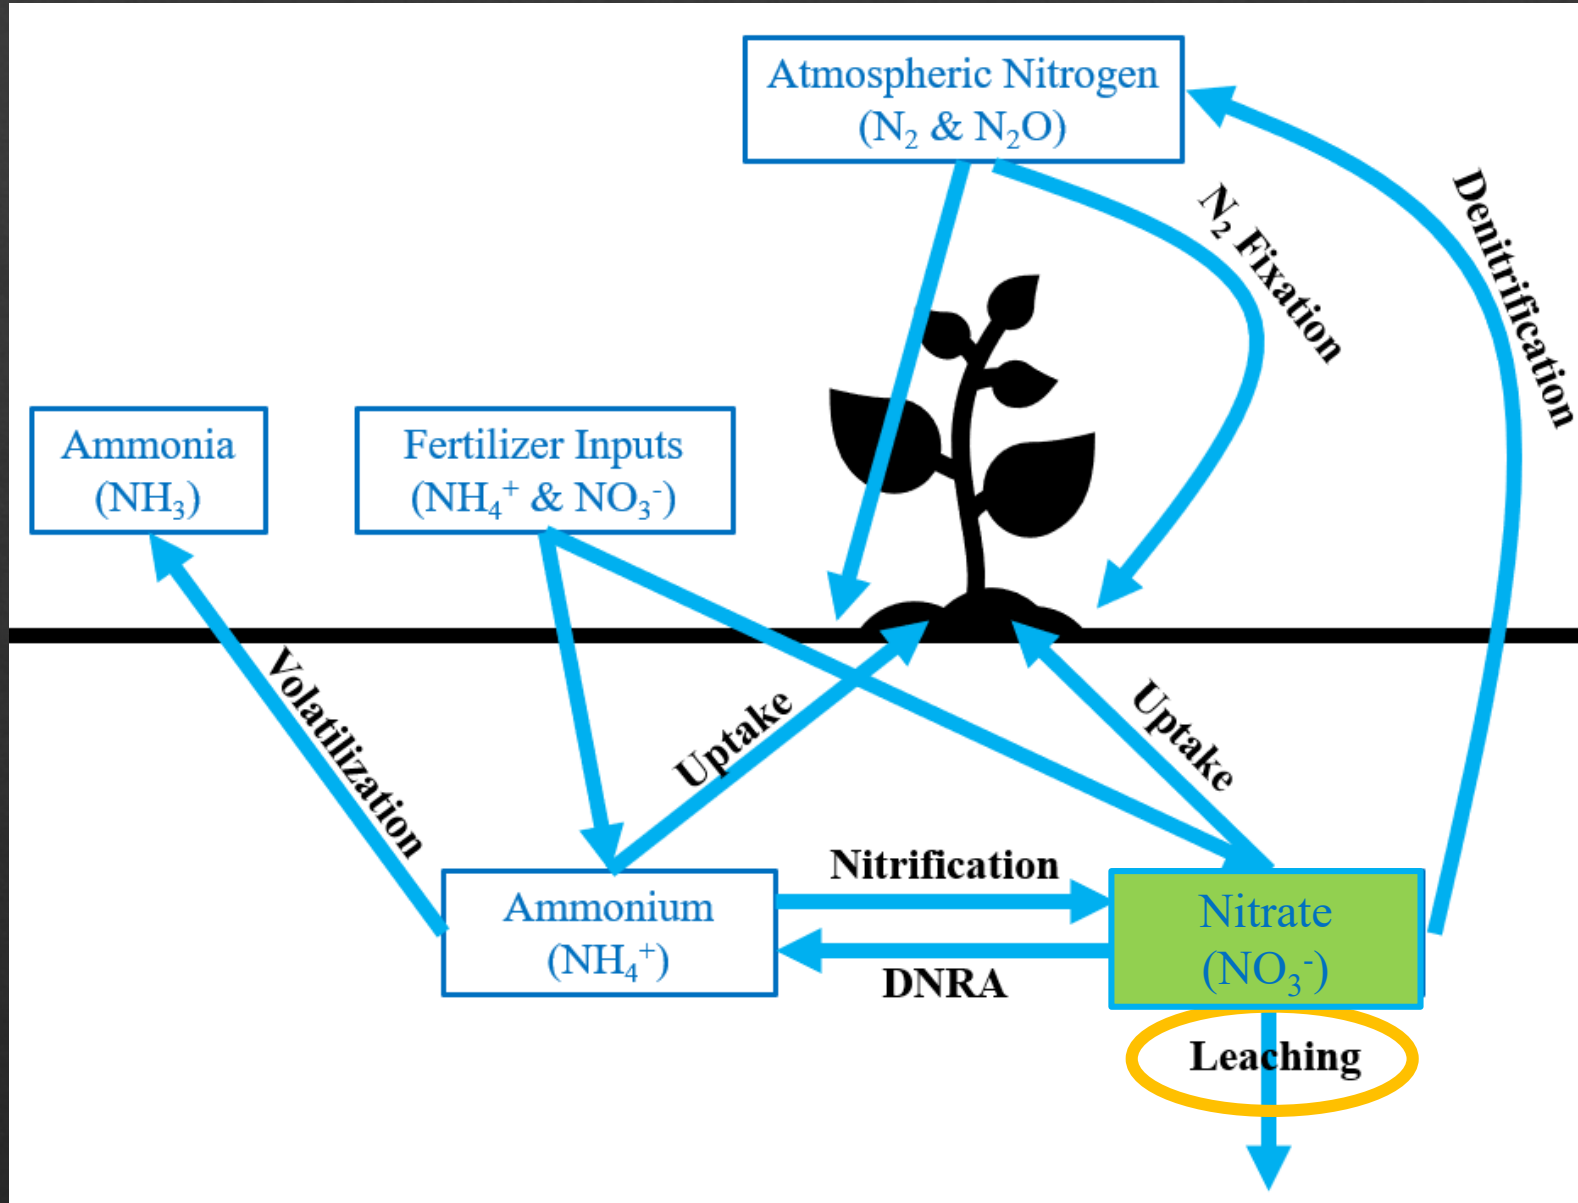 Atmospheric Nitrogen
(N₂ & N₂O)
N₂ Fixation
Denitrification
Ammonia
(NH₃)
Fertilizer Inputs
(NH₄⁺ & NO₃⁻)
Volatilization
Uptake
Uptake
Nitrification
Ammonium
(NH₄⁺)
Nitrate
(NO₃⁻)
DNRA
Leaching